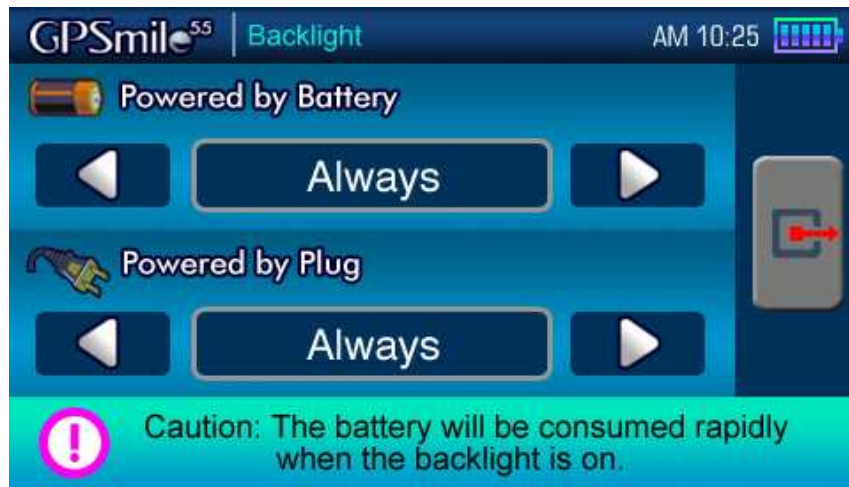 GPSmile55 Backlight AM 10:25
Powered by Battery
Always
Powered by Plug
Always
Caution: The battery will be consumed rapidly
when the backlight is on.